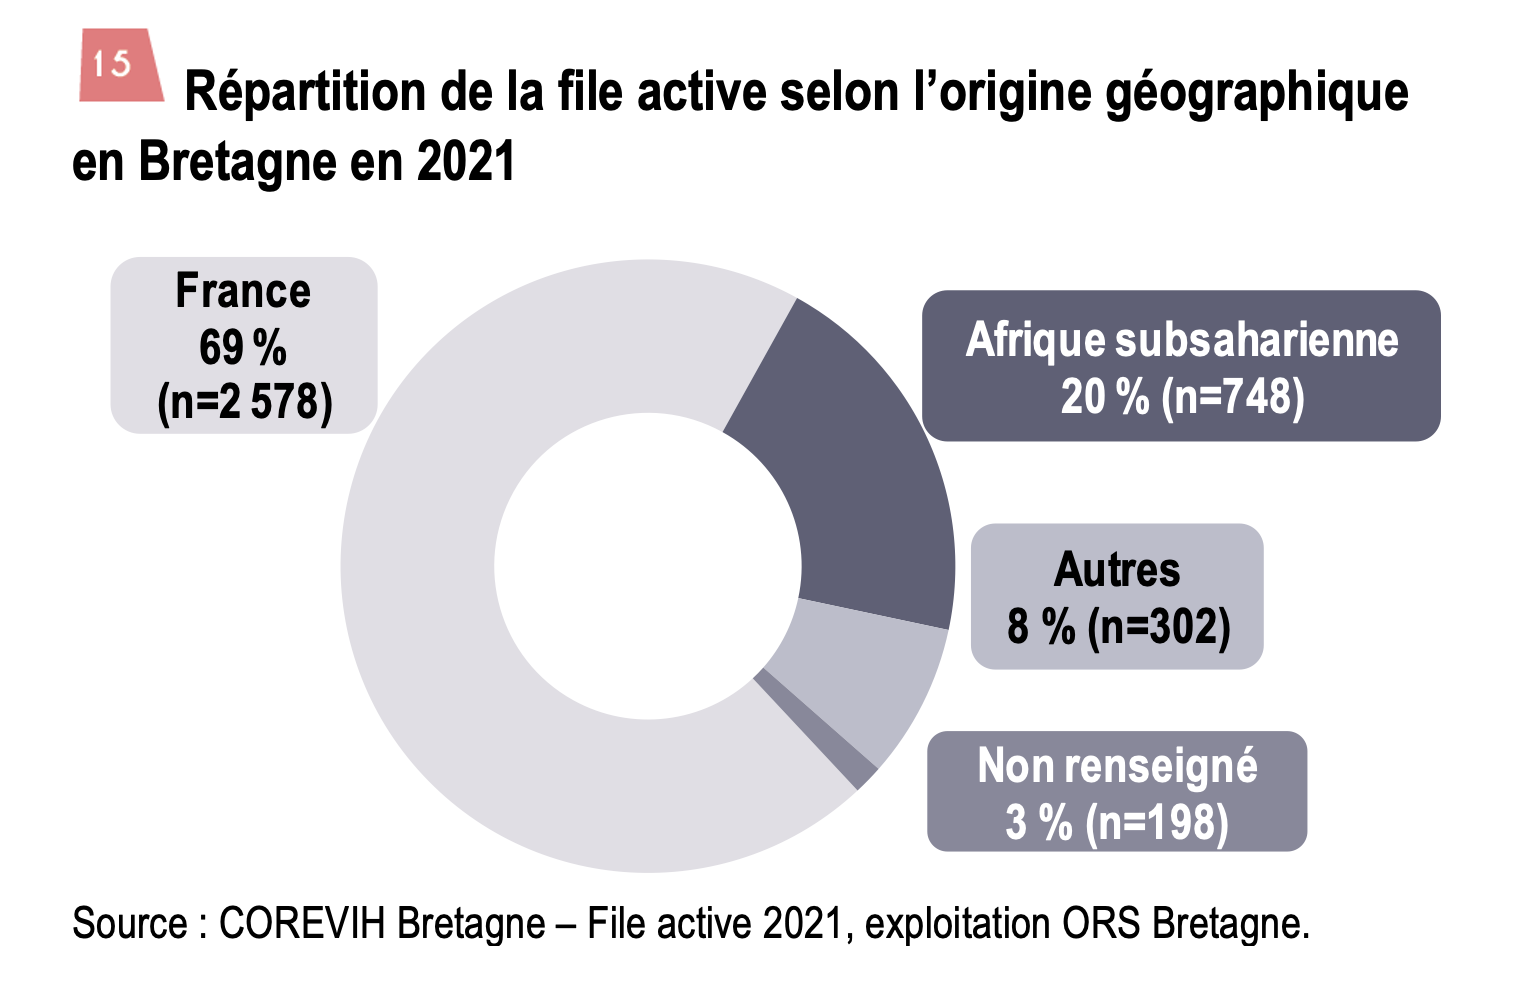 15
Répartition de la file active selon l’origine géographique
en Bretagne en 2021
France
69 %
(n=2 578)
Afrique subsaharienne
20 % (n=748)
Autres
8 % (n=302)
Non renseigné
3 % (n=198)
Source : COREVIH Bretagne – File active 2021, exploitation ORS Bretagne.